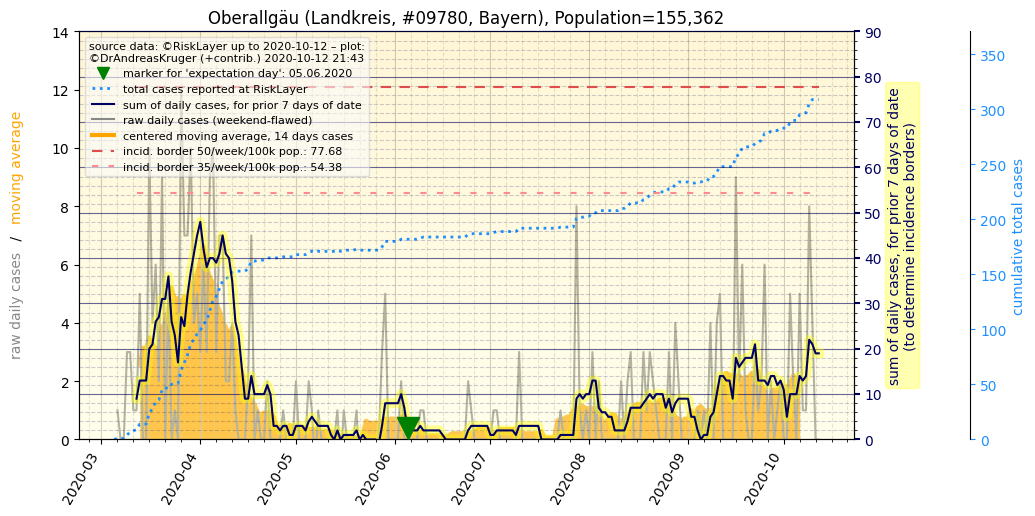 Oberallgäu (Landkreis, #09780, Bayern), Population=155,362
source data: ©RiskLayer up to 2020-10-12 – plot:
©DrAndreasKruger (+contrib.) 2020-10-12 21:43
marker for 'expectation day': 05.06.2020
total cases reported at RiskLayer
sum of daily cases, for prior 7 days of date
raw daily cases (weekend-flawed)
centered moving average, 14 days cases
incid. border 50/week/100k pop.: 77.68
incid. border 35/week/100k pop.: 54.38
raw daily cases / moving average
14
12
10
8
6
4
2
0
90
80
70
60
50
40
30
20
10
0
sum of daily cases, for prior 7 days of date
(to determine incidence borders)
350
300
250
200
150
100
50
0
cumulative total cases
2020-03
2020-04
2020-05
2020-06
2020-07
2020-08
2020-09
2020-10